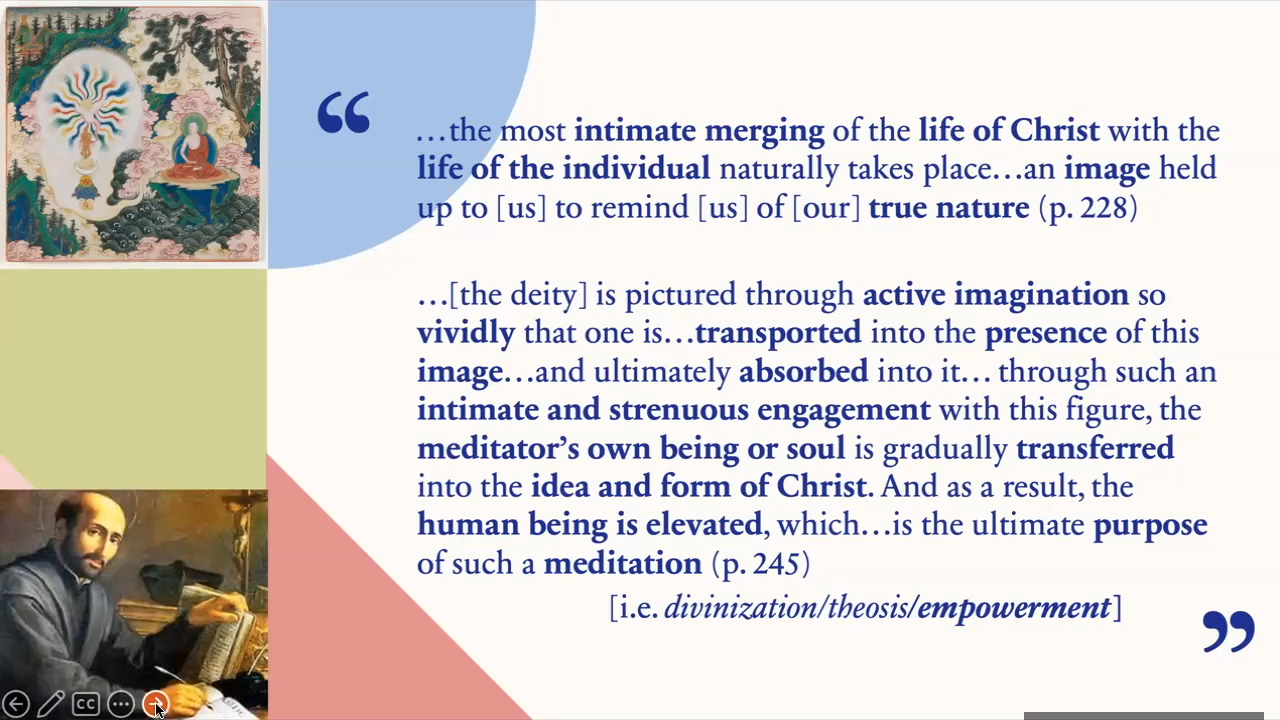 “
…the most intimate merging of the life of Christ with the
life of the individual naturally takes place…an image held
up to [us] to remind [us] of [our] true nature (p. 228)
…[the deity] is pictured through active imagination so
vividly that one is…transported into the presence of this
image…and ultimately absorbed into it… through such an
intimate and strenuous engagement with this figure, the
meditator’s own being or soul is gradually transferred
into the idea and form of Christ. And as a result, the
human being is elevated, which…is the ultimate purpose
of such a meditation (p. 245)
[i.e. divinization/theosis/empowerment]
”
CC